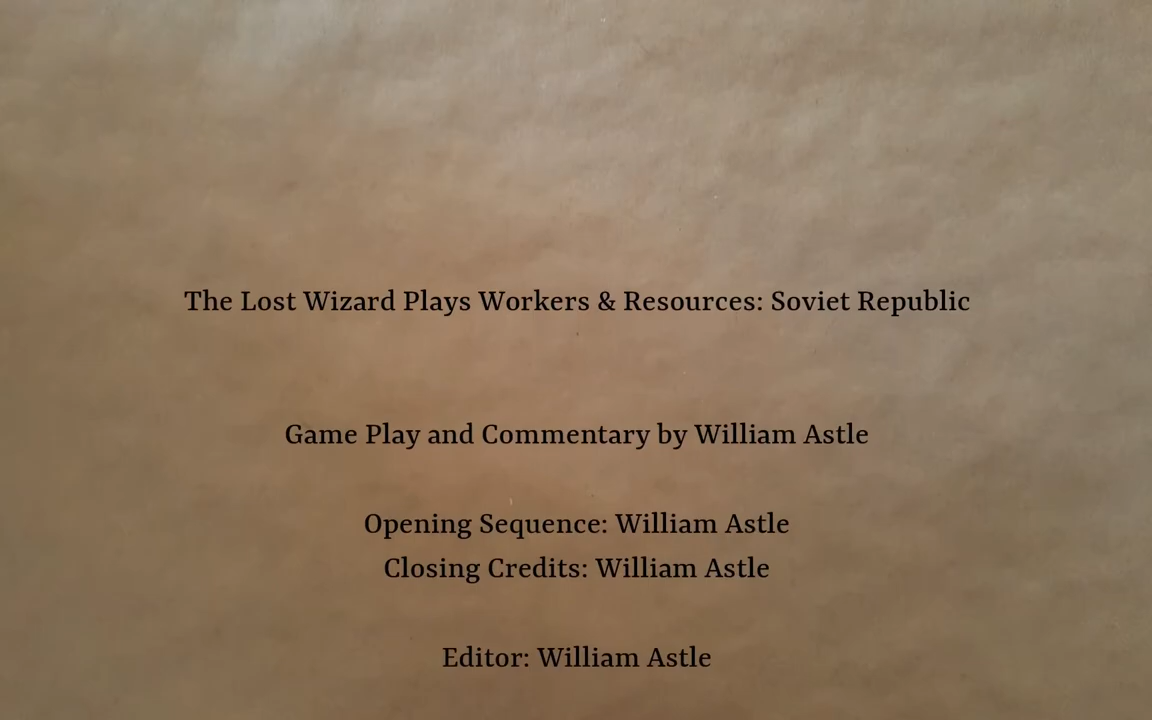 The Lost Wizard Plays Workers & Resources: Soviet Republic
Game Play and Commentary by William Astle
Opening Sequence: William Astle
Closing Credits: William Astle
Editor: William Astle